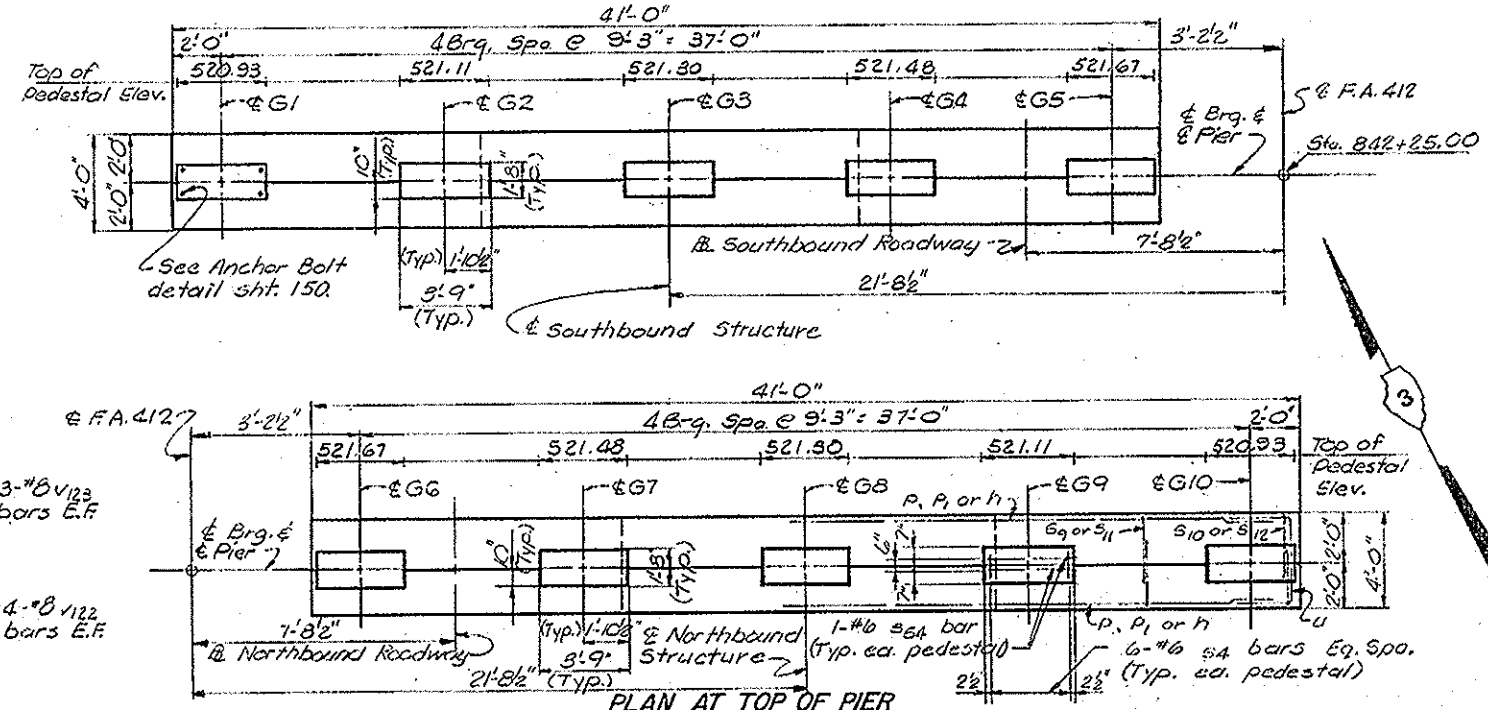 41'-0"
2'-0"
4 Brg. Spa. @ 9'-3" = 37'-0"
3'-2½"
Top of
Pedestal Elev.
520.93
521.11
521.30
521.48
521.67
℄ G1
℄ G2
℄ G3
℄ G4
℄ G5
℄ F.A. 412
℄ Brg. &
℄ Pier
Sta. 842+25.00
4'-0"
2'-0"
2'-0"
10"
(Typ.)
1'-8"
(Typ.)
See Anchor Bolt
detail sht. 150.
(Typ.) 1'-10½"
3'-9"
(Typ.)
℄ Southbound Structure
℞ Southbound Roadway
7'-8½"
21'-8½"
3
41'-0"
℄ F.A. 412
3'-2½"
4 Brg. Spa. @ 9'-3" = 37'-0"
2'-0"
521.67
521.48
521.30
521.11
520.93
Top of
Pedestal
Elev.
℄ G6
℄ G7
℄ G8
℄ G9
℄ G10
3-#8 v123
bars E.F.
℄ Brg. &
℄ Pier
p, p1 or h
s9 or s11
s10 or s12
10"
(Typ.)
1'-8"
(Typ.)
6"
7"
7"
2'-0"
2'-0"
4'-0"
4-#8 v122
bars E.F.
7'-8½"
℞ Northbound Roadway
(Typ.) 1'-10½"
3'-9"
(Typ.)
℄ Northbound
Structure
21'-8½"
1-#6 s64 bar
(Typ. ea. pedestal)
p, p1 or h
u
6-#6 s4 bars Eq. Spa.
(Typ. ea. pedestal)
2½"
2½"
PLAN AT TOP OF PIER